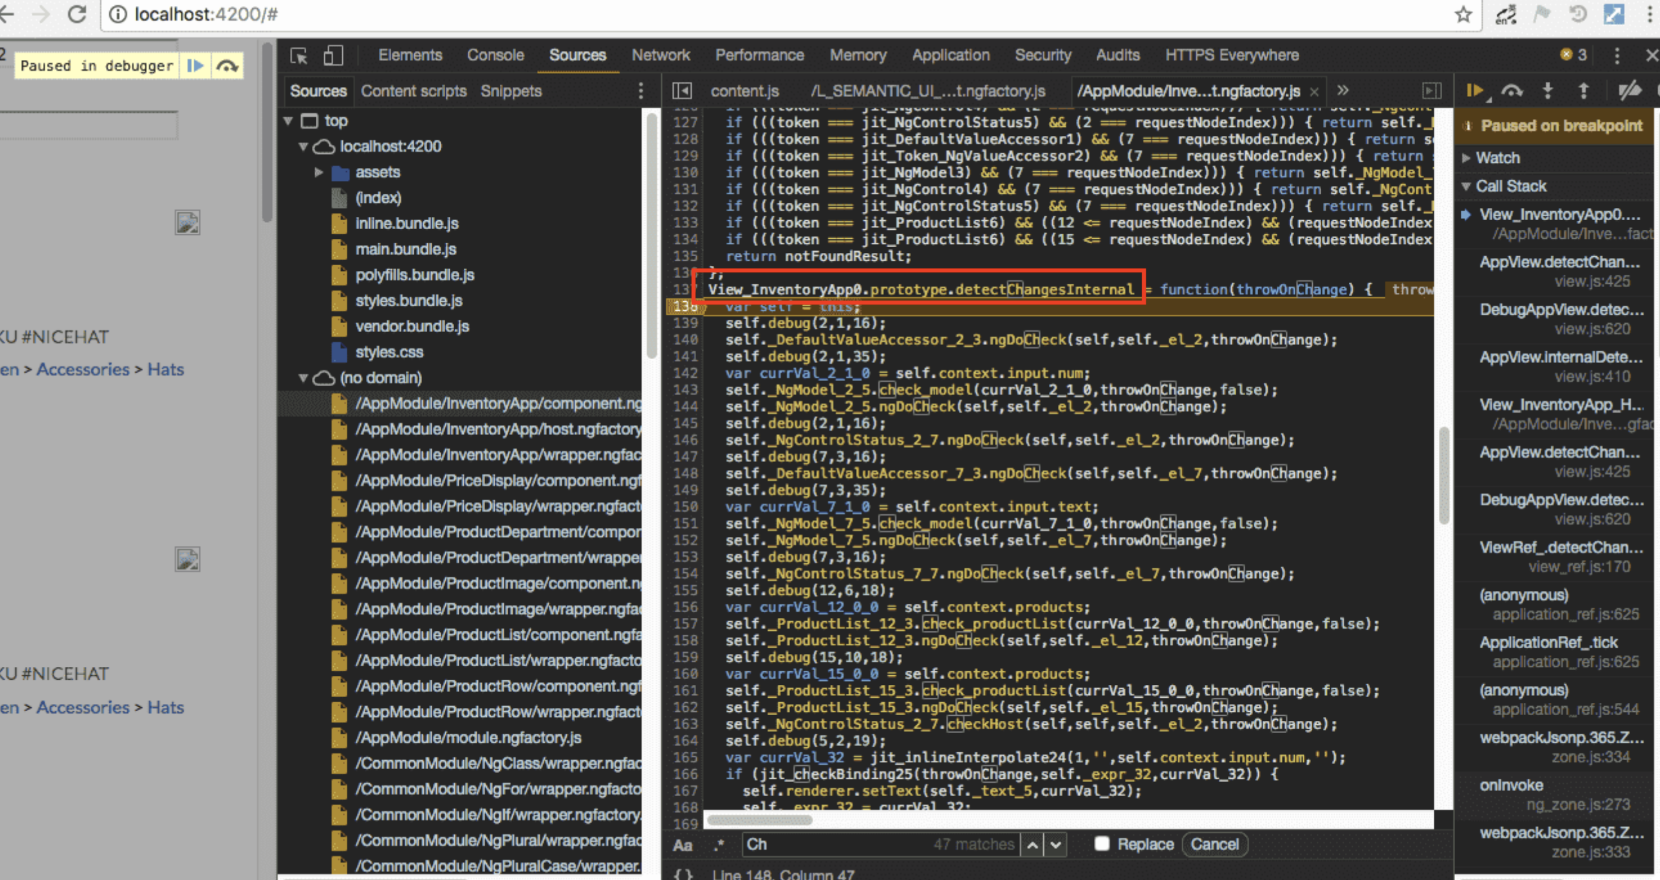 localhost:4200/#
2
Paused in debugger
KU #NICEHAT
en > Accessories > Hats
KU #NICEHAT
en > Accessories > Hats
Elements Console Sources Network Performance Memory Application Security Audits HTTPS Everywhere 3
Sources Content scripts Snippets
top
localhost:4200
assets
(index)
inline.bundle.js
main.bundle.js
polyfills.bundle.js
styles.bundle.js
vendor.bundle.js
styles.css
(no domain)
/AppModule/InventoryApp/component.ng
/AppModule/InventoryApp/host.ngfactory
/AppModule/InventoryApp/wrapper.ngfac
/AppModule/PriceDisplay/component.ngf
/AppModule/PriceDisplay/wrapper.ngfact
/AppModule/ProductDepartment/compor
/AppModule/ProductDepartment/wrapper
/AppModule/ProductImage/component.n
/AppModule/ProductImage/wrapper.ngfa
/AppModule/ProductList/component.ngfa
/AppModule/ProductList/wrapper.ngfacto
/AppModule/ProductRow/component.ngf
/AppModule/ProductRow/wrapper.ngfact
/AppModule/module.ngfactory.js
/CommonModule/NgClass/wrapper.ngfac
/CommonModule/NgFor/wrapper.ngfacto
/CommonModule/NgIf/wrapper.ngfactory.
/CommonModule/NgPlural/wrapper.ngfac
/CommonModule/NgPluralCase/wrapper.
content.js /L_SEMANTIC_UI_...t.ngfactory.js /AppModule/Inve...t.ngfactory.js × »
127 if (((token === jit_NgControlStatus5) && (2 === requestNodeIndex))) { return self._
128 if (((token === jit_DefaultValueAccessor1) && (7 === requestNodeIndex))) { return s
129 if (((token === jit_Token_NgValueAccessor2) && (7 === requestNodeIndex))) { return
130 if (((token === jit_NgModel3) && (7 === requestNodeIndex))) { return self._NgModel_
131 if (((token === jit_NgControl4) && (7 === requestNodeIndex))) { return self._NgCont
132 if (((token === jit_NgControlStatus5) && (7 === requestNodeIndex))) { return self._
133 if (((token === jit_ProductList6) && ((12 <= requestNodeIndex) && (requestNodeIndex
134 if (((token === jit_ProductList6) && ((15 <= requestNodeIndex) && (requestNodeIndex
135 return notFoundResult;
136 };
137 View_InventoryApp0.prototype.detectChangesInternal = function(throwOnChange) { throw
138 var self = this;
139 self.debug(2,1,16);
140 self._DefaultValueAccessor_2_3.ngDoCheck(self,self._el_2,throwOnChange);
141 self.debug(2,1,35);
142 var currVal_2_1_0 = self.context.input.num;
143 self._NgModel_2_5.check_model(currVal_2_1_0,throwOnChange,false);
144 self._NgModel_2_5.ngDoCheck(self,self._el_2,throwOnChange);
145 self.debug(2,1,16);
146 self._NgControlStatus_2_7.ngDoCheck(self,self._el_2,throwOnChange);
147 self.debug(7,3,16);
148 self._DefaultValueAccessor_7_3.ngDoCheck(self,self._el_7,throwOnChange);
149 self.debug(7,3,35);
150 var currVal_7_1_0 = self.context.input.text;
151 self._NgModel_7_5.check_model(currVal_7_1_0,throwOnChange,false);
152 self._NgModel_7_5.ngDoCheck(self,self._el_7,throwOnChange);
153 self.debug(7,3,16);
154 self._NgControlStatus_7_7.ngDoCheck(self,self._el_7,throwOnChange);
155 self.debug(12,6,18);
156 var currVal_12_0_0 = self.context.products;
157 self._ProductList_12_3.check_productList(currVal_12_0_0,throwOnChange,false);
158 self._ProductList_12_3.ngDoCheck(self,self._el_12,throwOnChange);
159 self.debug(15,10,18);
160 var currVal_15_0_0 = self.context.products;
161 self._ProductList_15_3.check_productList(currVal_15_0_0,throwOnChange,false);
162 self._ProductList_15_3.ngDoCheck(self,self._el_15,throwOnChange);
163 self._NgControlStatus_2_7.checkHost(self,self,self._el_2,throwOnChange);
164 self.debug(5,2,19);
165 var currVal_32 = jit_inlineInterpolate24(1,'',self.context.input.num,'');
166 if (jit_checkBinding25(throwOnChange,self._expr_32,currVal_32)) {
167 self.renderer.setText(self._text_5,currVal_32);
168 self._expr_32 = currVal_32;
169
Aa .* Ch 47 matches Replace Cancel
{ } Line 148, Column 47
Paused on breakpoint
Watch
Call Stack
View_InventoryApp0....
/AppModule/Inve...fact
AppView.detectChan...
view.js:425
DebugAppView.detec...
view.js:620
AppView.internalDete...
view.js:410
View_InventoryApp_H...
/AppModule/Inve...gfac
AppView.detectChan...
view.js:425
DebugAppView.detec...
view.js:620
ViewRef_.detectChan...
view_ref.js:170
(anonymous)
application_ref.js:625
ApplicationRef_.tick
application_ref.js:625
(anonymous)
application_ref.js:544
webpackJsonp.365.Z...
zone.js:334
onInvoke
ng_zone.js:273
webpackJsonp.365.Z...
zone.js:333